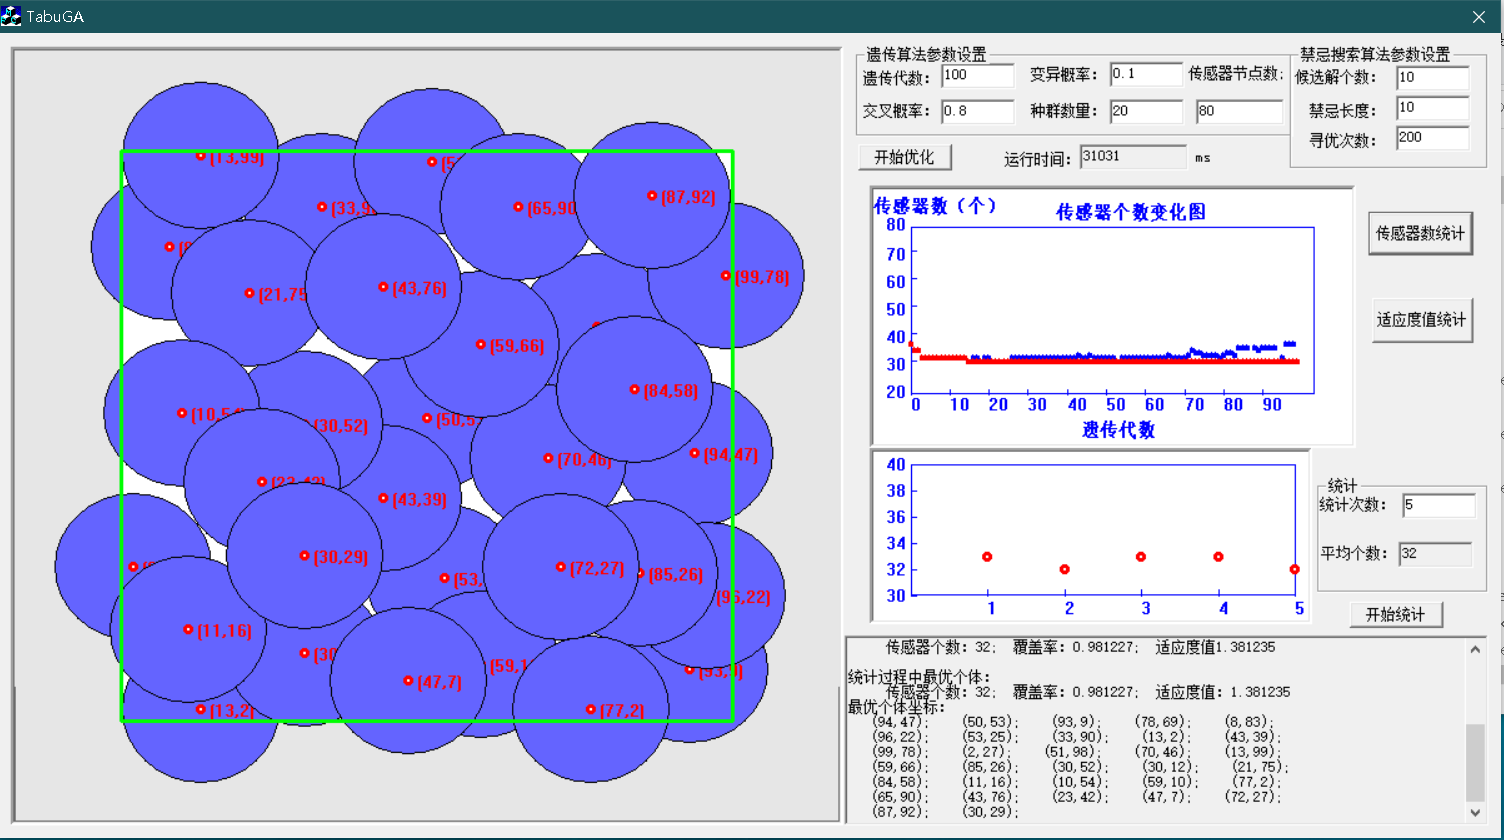 TabuGA
遗传算法参数设置
遗传代数: 100 变异概率: 0.1 传感器节点数:
交叉概率: 0.8 种群数量: 20 80
禁忌搜索算法参数设置
候选解个数: 10
禁忌长度: 10
寻优次数: 200
开始优化 运行时间: 31031 ms
(13,99)
(5
(33,9
(65,90
(87,92)
(8
(21,75
(43,76)
(99,78)
(59,66)
(84,58)
(10,54
(30,52)
(50,5
(70,46)
(94,47)
(23,42)
(43,39)
(30,29)
(53,
(72,27)
(85,26)
(96,22)
(11,16)
(30
(59,1
(93,9)
(47,7)
(13,2)
(77,2)
传感器数（个）
传感器个数变化图
80
70
60
50
40
30
20
0 10 20 30 40 50 60 70 80 90
遗传代数
传感器数统计
适应度值统计
40
38
36
34
32
30
1 2 3 4 5
统计
统计次数: 5
平均个数: 32
开始统计
传感器个数: 32; 覆盖率: 0.981227; 适应度值1.381235
统计过程中最优个体:
传感器个数: 32; 覆盖率: 0.981227; 适应度值: 1.381235
最优个体坐标:
(94,47); (50,53); (93,9); (78,69); (8,83);
(96,22); (53,25); (33,90); (13,2); (43,39);
(99,78); (2,27); (51,98); (70,46); (13,99);
(59,66); (85,26); (30,52); (30,12); (21,75);
(84,58); (11,16); (10,54); (59,10); (77,2);
(65,90); (43,76); (23,42); (47,7); (72,27);
(87,92); (30,29);